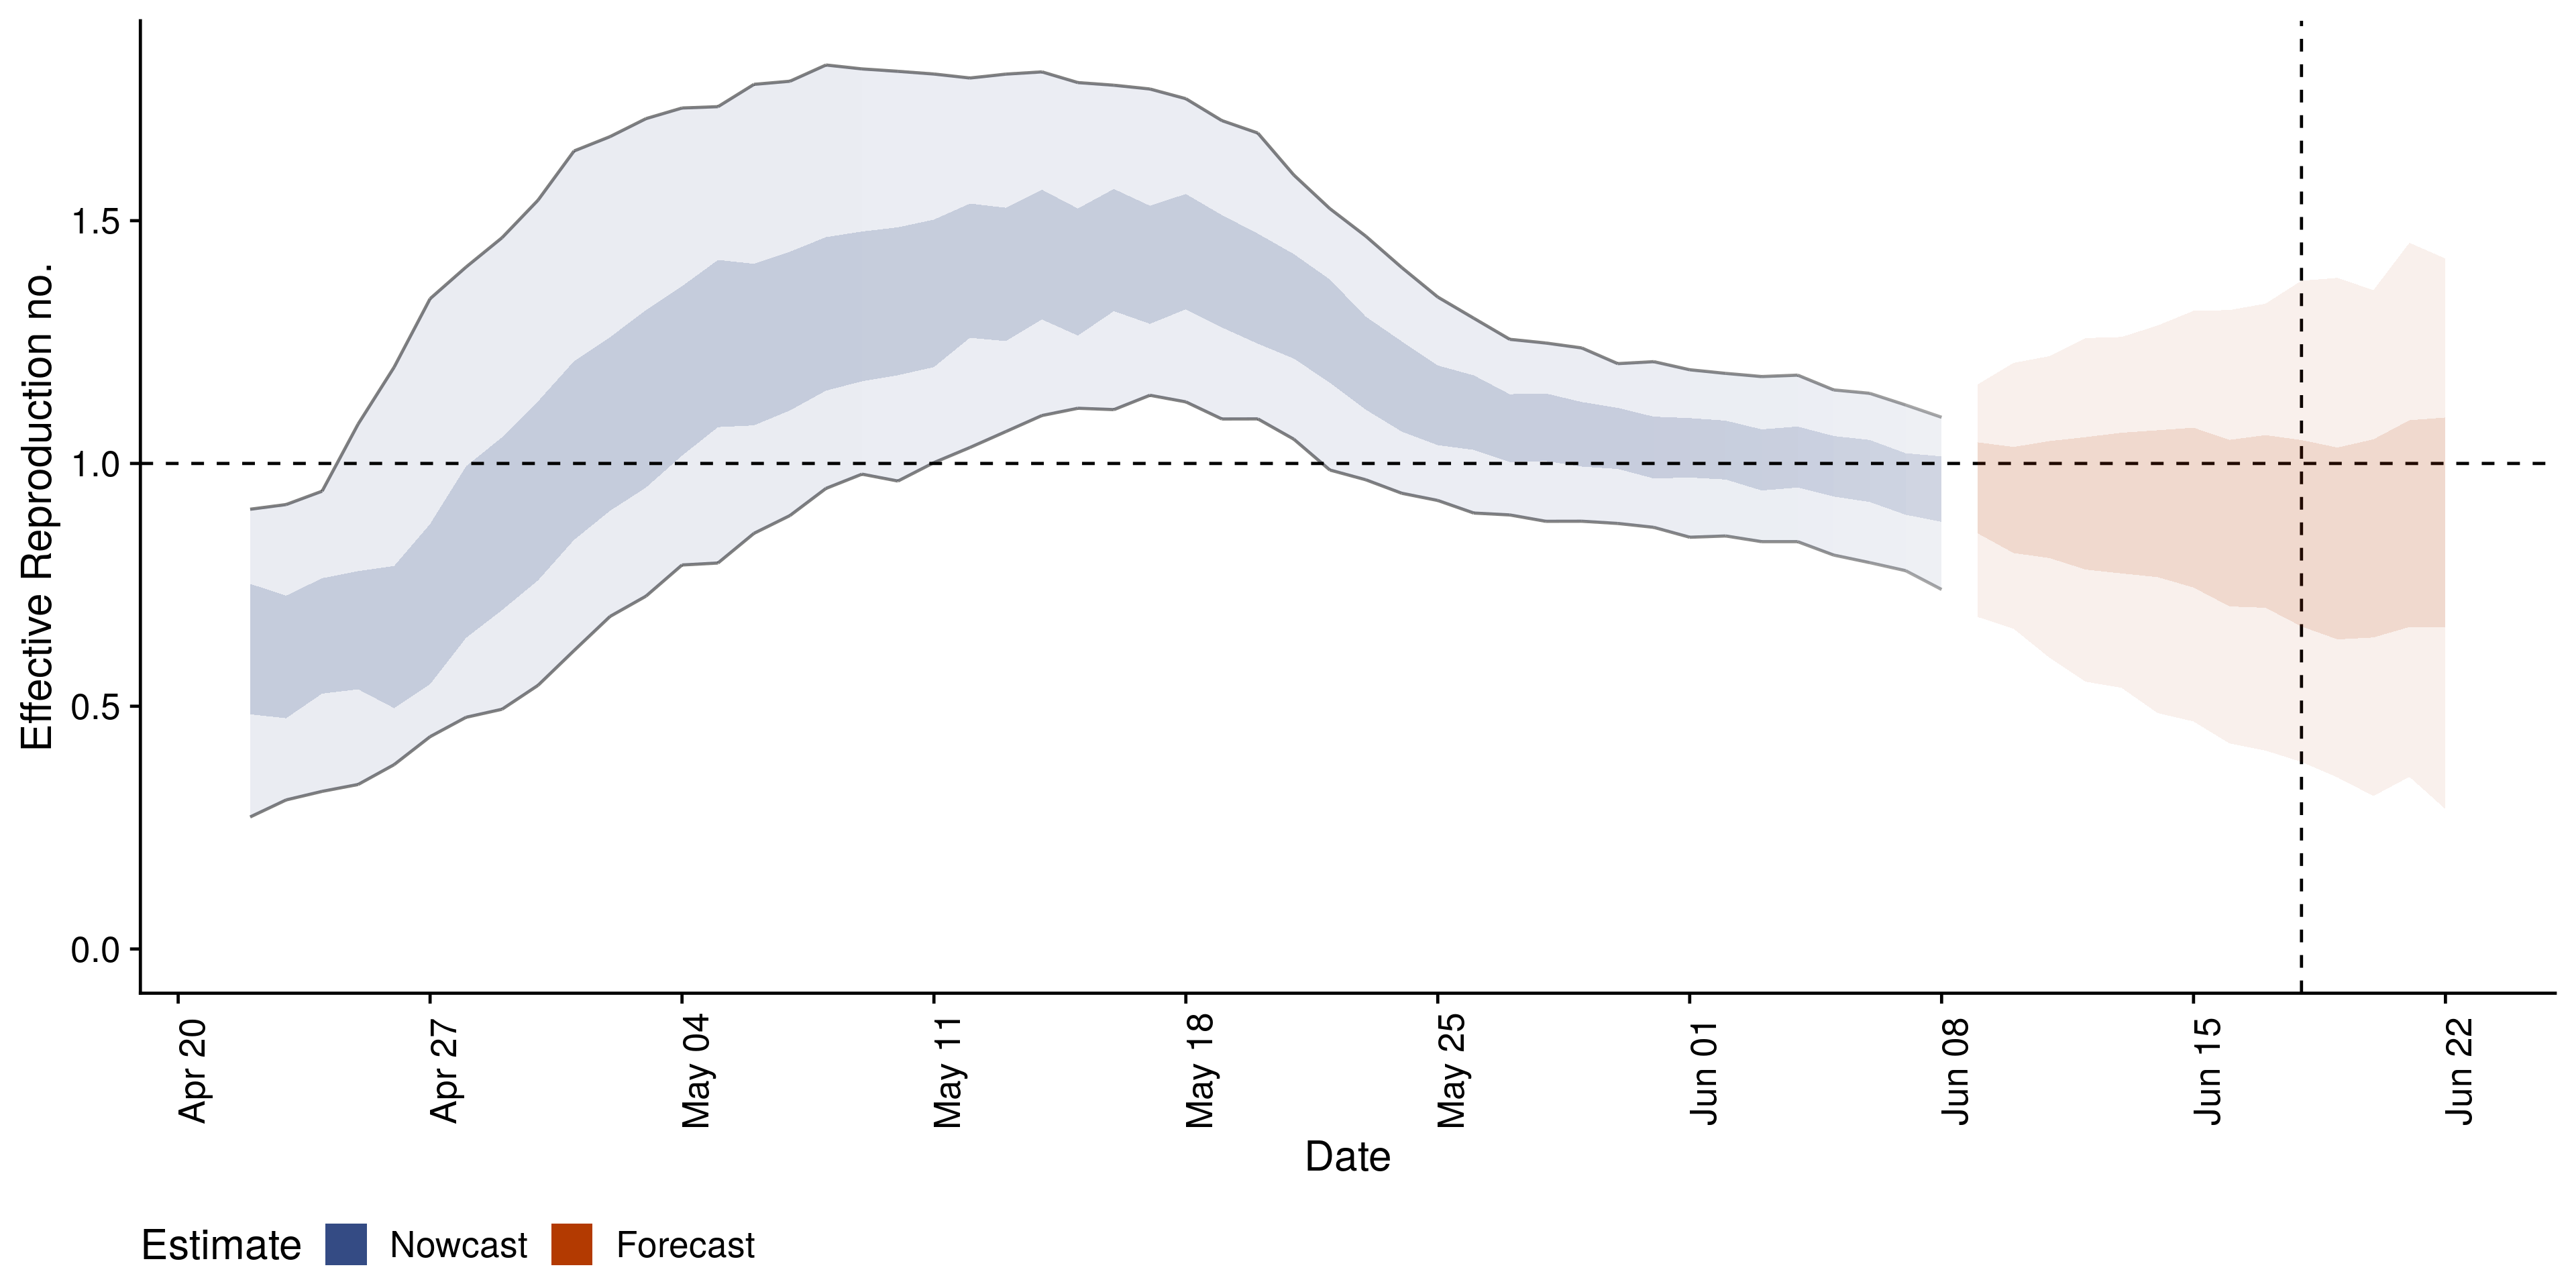 Effective Reproduction no.
1.5
1.0
0.5
0.0
Apr 20
Apr 27
May 04
May 11
May 18
May 25
Jun 01
Jun 08
Jun 15
Jun 22
Date
Estimate Nowcast Forecast